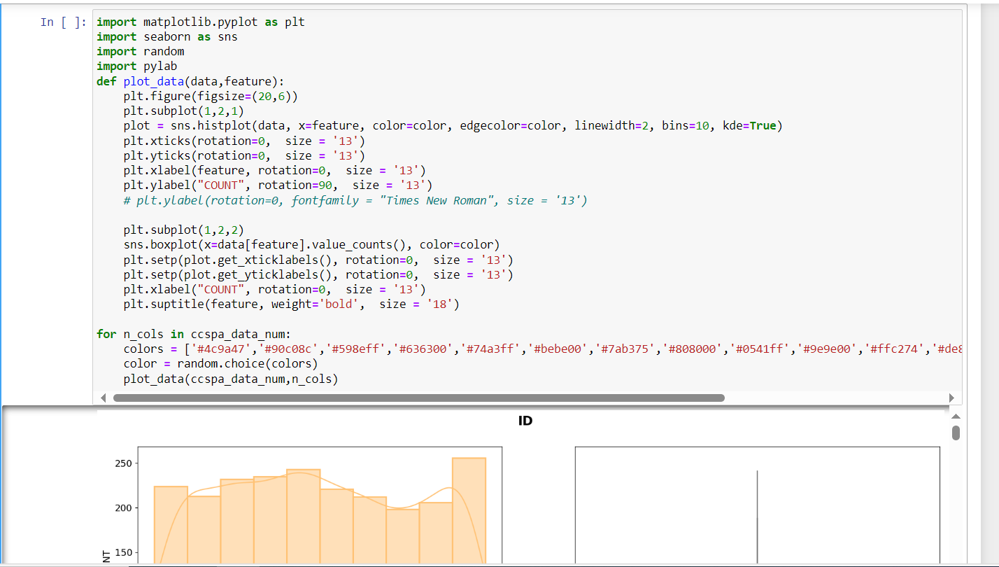 In [ ]: import matplotlib.pyplot as plt
import seaborn as sns
import random
import pylab
def plot_data(data,feature):
    plt.figure(figsize=(20,6))
    plt.subplot(1,2,1)
    plot = sns.histplot(data, x=feature, color=color, edgecolor=color, linewidth=2, bins=10, kde=True)
    plt.xticks(rotation=0,  size = '13')
    plt.yticks(rotation=0,  size = '13')
    plt.xlabel(feature, rotation=0,  size = '13')
    plt.ylabel("COUNT", rotation=90,  size = '13')
    # plt.ylabel(rotation=0, fontfamily = "Times New Roman", size = '13')
    plt.subplot(1,2,2)
    sns.boxplot(x=data[feature].value_counts(), color=color)
    plt.setp(plot.get_xticklabels(), rotation=0,  size = '13')
    plt.setp(plot.get_yticklabels(), rotation=0,  size = '13')
    plt.xlabel("COUNT", rotation=0,  size = '13')
    plt.suptitle(feature, weight='bold',  size = '18')
for n_cols in ccspa_data_num:
    colors = ['#4c9a47','#90c08c','#598eff','#636300','#74a3ff','#bebe00','#7ab375','#808000','#0541ff','#9e9e00','#ffc274','#de
    color = random.choice(colors)
    plot_data(ccspa_data_num,n_cols)
ID
250
200
150
NT